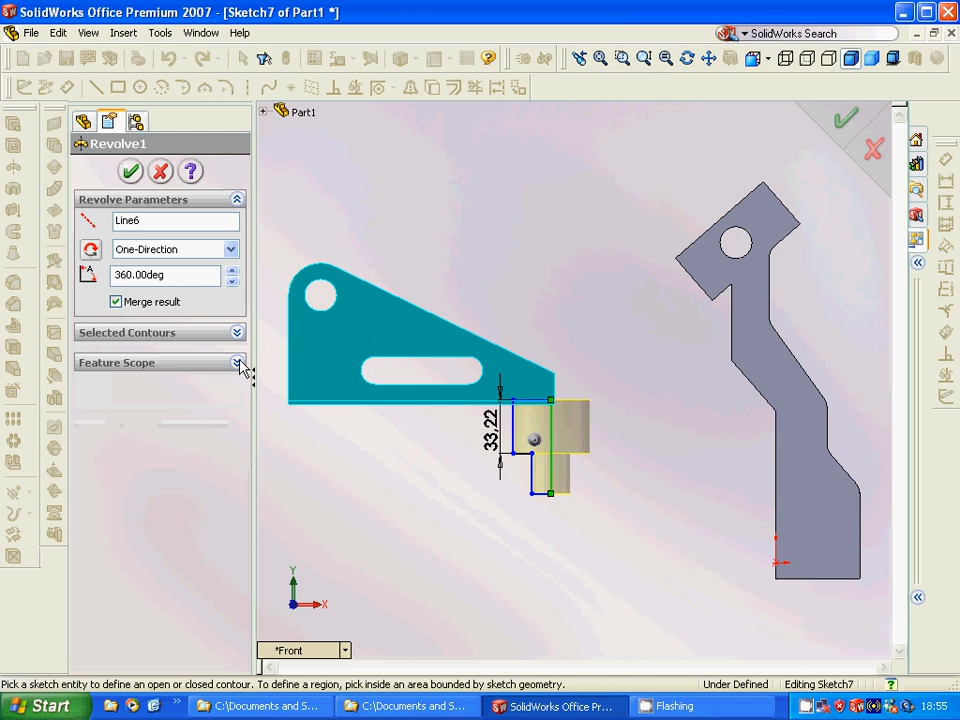 SolidWorks Office Premium 2007 - [Sketch7 of Part1 *]
File Edit View Insert Tools Window Help
SolidWorks Search
Part1
Revolve1
Revolve Parameters
Line6
One-Direction
360.00deg
Merge result
Selected Contours
Feature Scope
33,22
Y
X
*Front
Pick a sketch entity to define an open or closed contour. To define a region, pick inside an area bounded by sketch geometry.
Under Defined
Editing Sketch7
Start
C:\Documents and S...
C:\Documents and S...
SolidWorks Office Pr...
Flashing
18:55